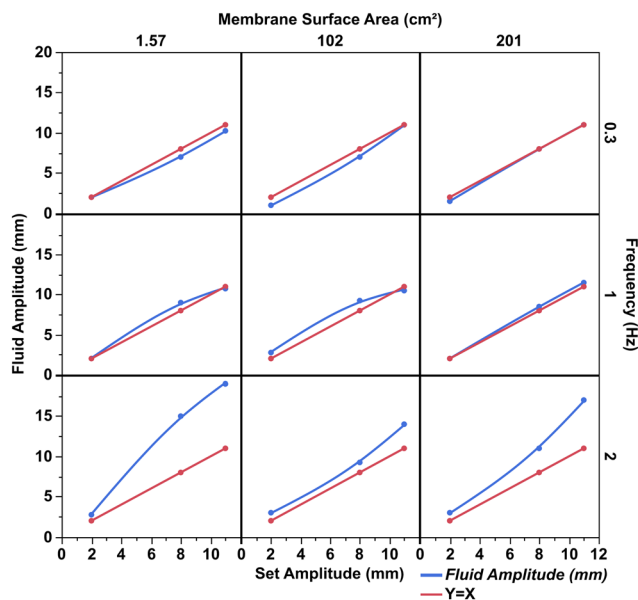 Membrane Surface Area (cm²)
1.57 102 201
20
15
10
5
0
0.3
15
10
5
0
1
15
10
5
0
2
Fluid Amplitude (mm)
Frequency (Hz)
0 2 4 6 8 10 0 2 4 6 8 10 0 2 4 6 8 10 12
Set Amplitude (mm)
Fluid Amplitude (mm)
Y=X